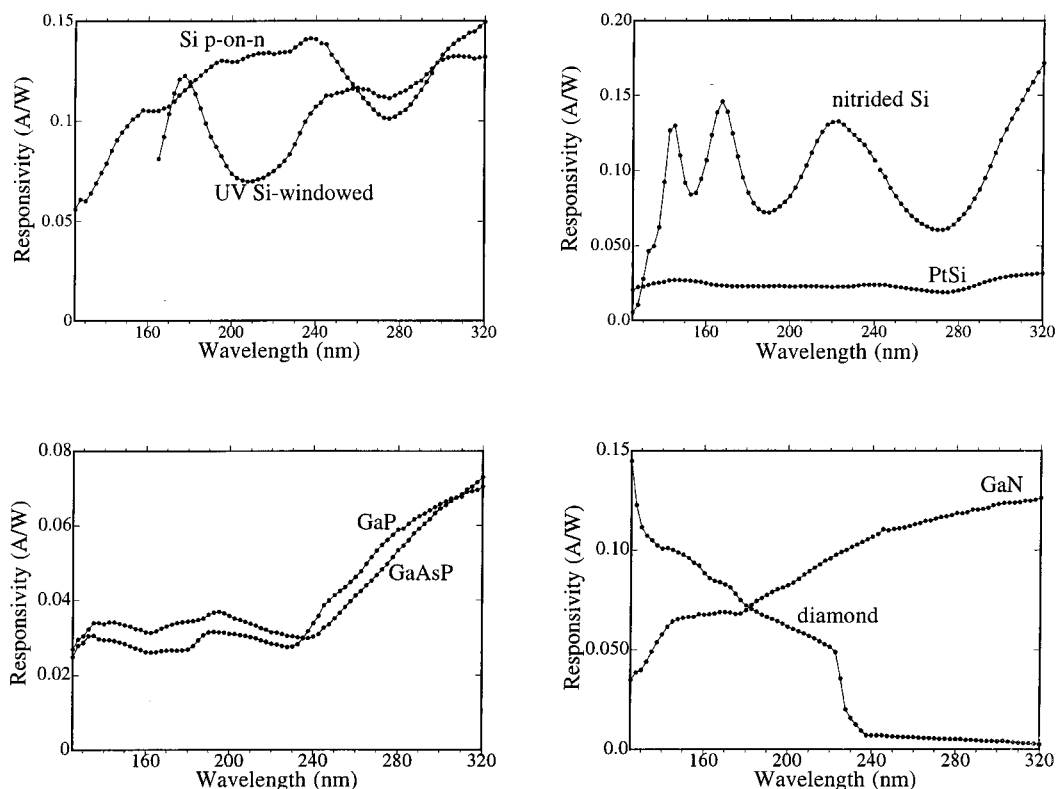 0.15
0.1
0.05
0
Responsivity (A/W)
Si p-on-n
UV Si-windowed
160 200 240 280 320
Wavelength (nm)
0.20
0.15
0.10
0.050
0.0
Responsivity (A/W)
nitrided Si
PtSi
160 200 240 280 320
Wavelength (nm)
0.08
0.06
0.04
0.02
0
Responsivity (A/W)
GaP
GaAsP
160 200 240 280 320
Wavelength (nm)
0.15
0.10
0.050
0.0
Responsivity (A/W)
GaN
diamond
160 200 240 280 320
Wavelength (nm)